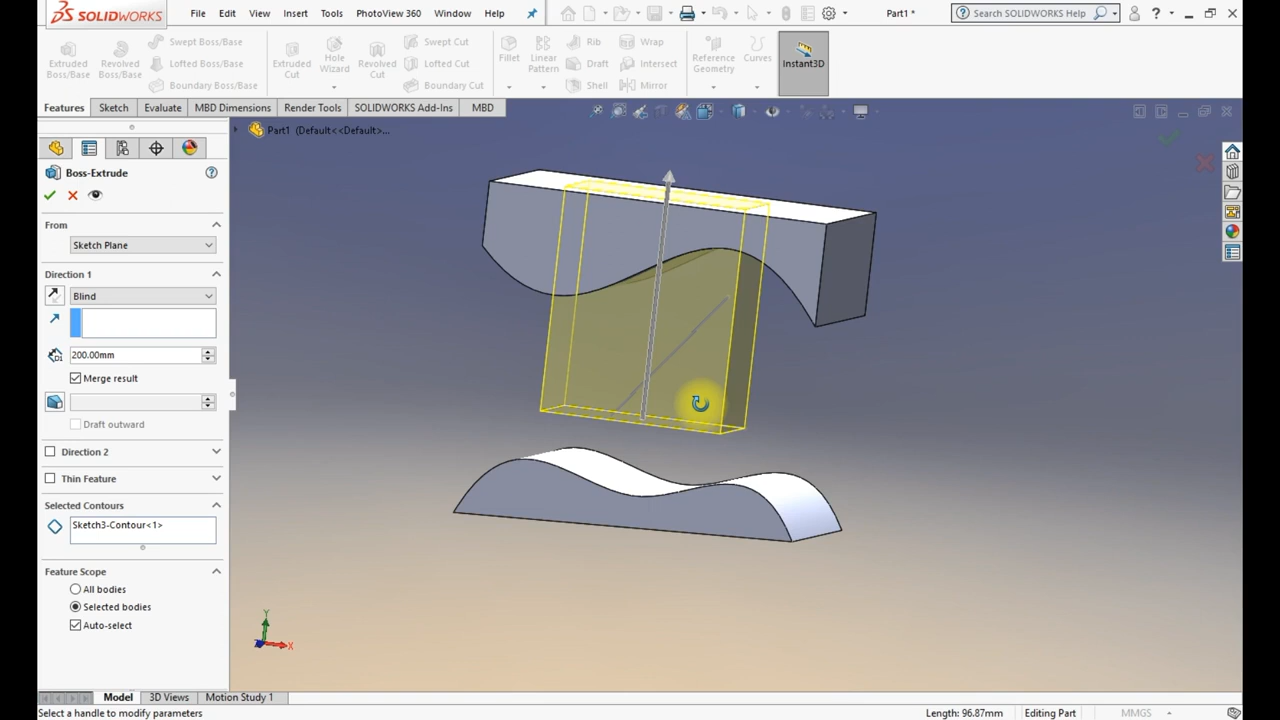 SOLIDWORKS File Edit View Insert Tools PhotoView 360 Window Help Part1 * Search SOLIDWORKS Help
Extruded Boss/Base
Revolved Boss/Base
Swept Boss/Base
Lofted Boss/Base
Boundary Boss/Base
Extruded Cut
Hole Wizard
Revolved Cut
Swept Cut
Lofted Cut
Boundary Cut
Fillet
Linear Pattern
Rib
Draft
Shell
Wrap
Intersect
Mirror
Reference Geometry
Curves
Instant3D
Features Sketch Evaluate MBD Dimensions Render Tools SOLIDWORKS Add-Ins MBD
Part1 (Default<<Default>...
Boss-Extrude
From
Sketch Plane
Direction 1
Blind
D1
200.00mm
Merge result
Draft outward
Direction 2
Thin Feature
Selected Contours
Sketch3-Contour<1>
Feature Scope
All bodies
Selected bodies
Auto-select
Y
X
Model 3D Views Motion Study 1
Select a handle to modify parameters Length: 96.87mm Editing Part MMGS